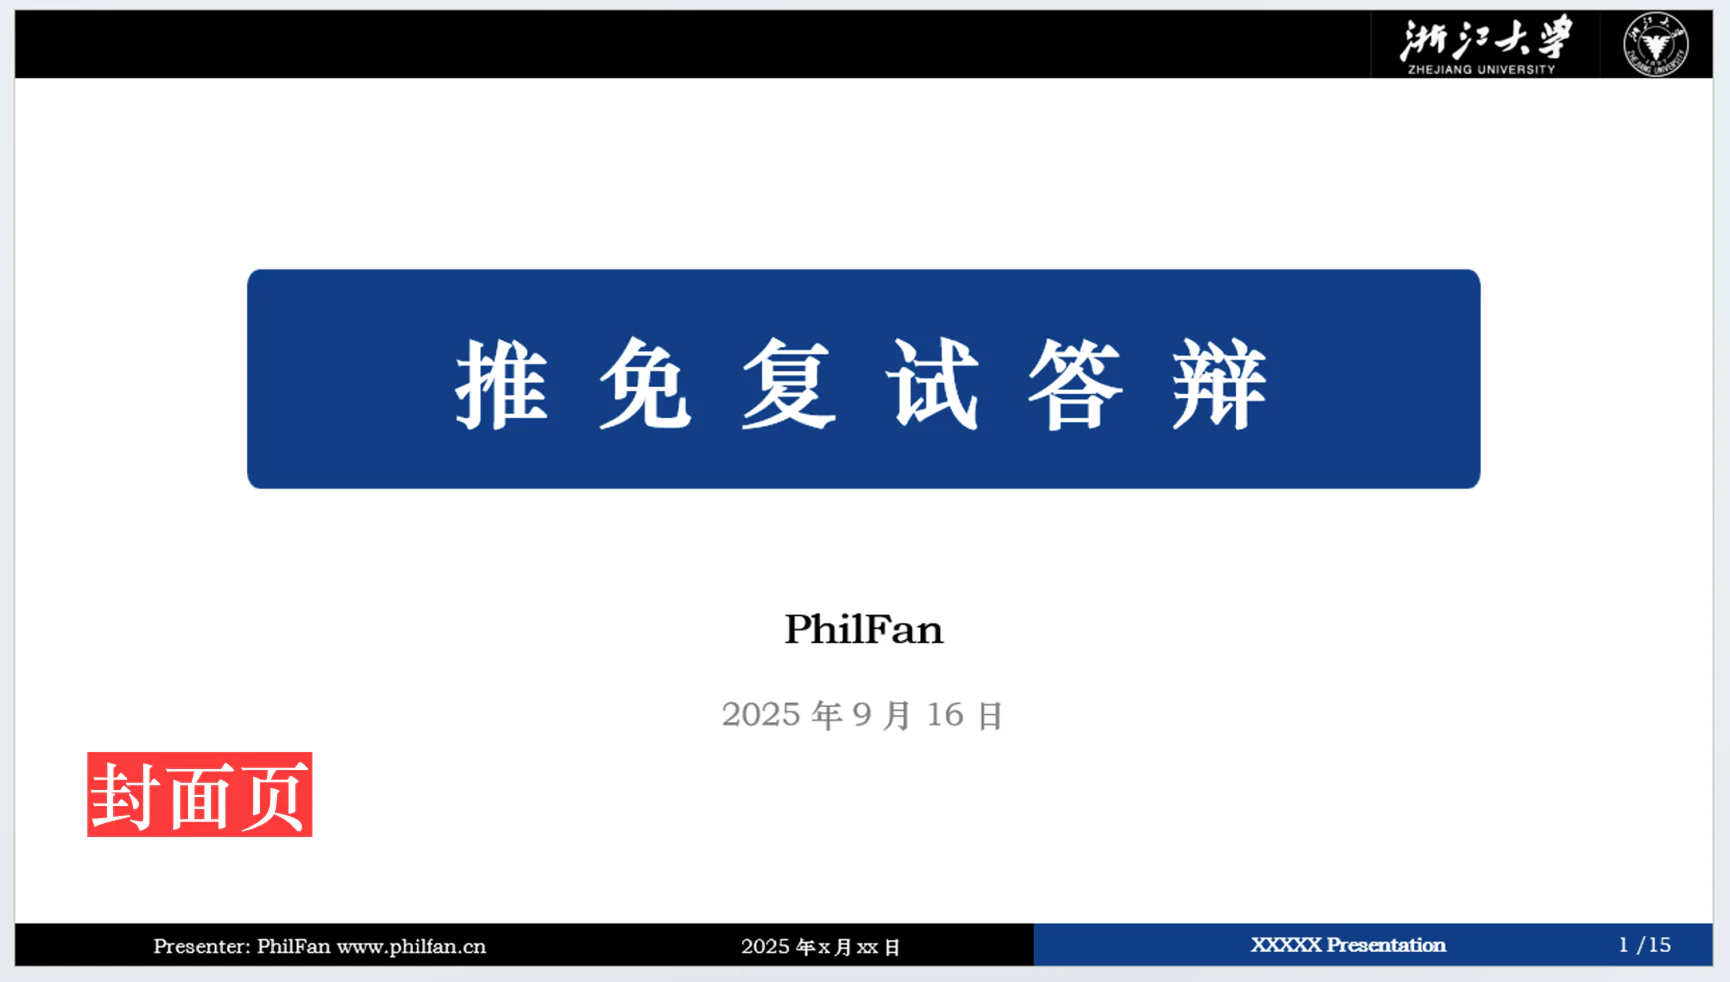 浙江大学
ZHEJIANG UNIVERSITY
推免复试答辩
PhilFan
2025 年 9 月 16 日
封面页
Presenter: PhilFan www.philfan.cn
2025 年 x 月 xx 日
XXXXX Presentation
1 /15